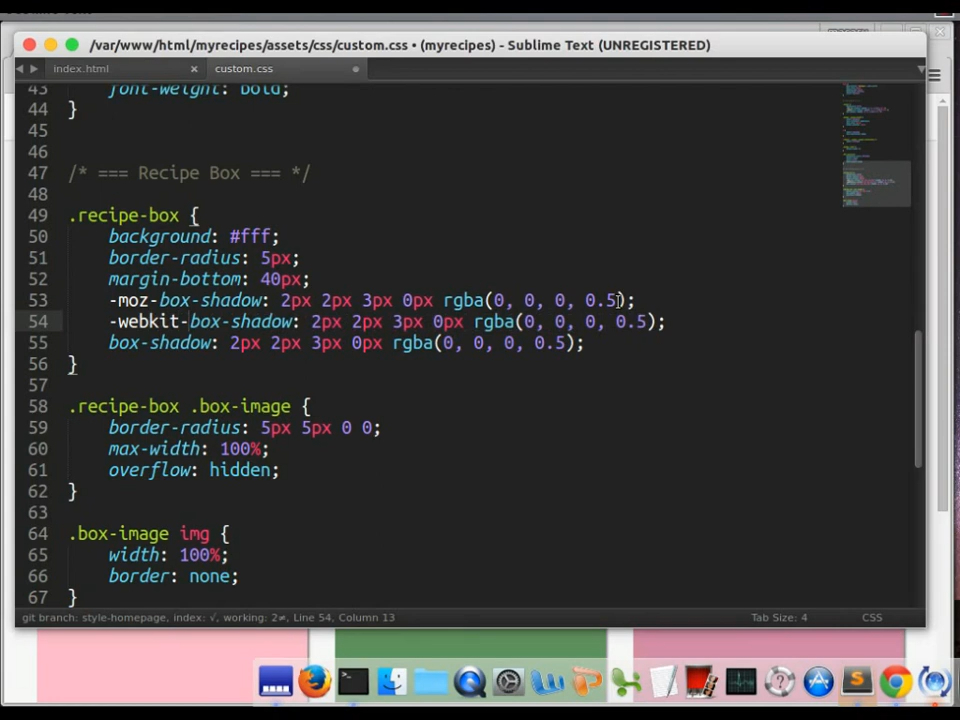 /var/www/html/myrecipes/assets/css/custom.css • (myrecipes) - Sublime Text (UNREGISTERED)
index.html × custom.css
43 font-weight: bold;
44 }
45
46
47 /* === Recipe Box === */
48
49 .recipe-box {
50 background: #fff;
51 border-radius: 5px;
52 margin-bottom: 40px;
53 -moz-box-shadow: 2px 2px 3px 0px rgba(0, 0, 0, 0.5);
54 -webkit-box-shadow: 2px 2px 3px 0px rgba(0, 0, 0, 0.5);
55 box-shadow: 2px 2px 3px 0px rgba(0, 0, 0, 0.5);
56 }
57
58 .recipe-box .box-image {
59 border-radius: 5px 5px 0 0;
60 max-width: 100%;
61 overflow: hidden;
62 }
63
64 .box-image img {
65 width: 100%;
66 border: none;
67 }
git branch: style-homepage, index: √, working: 2≠, Line 54, Column 13 Tab Size: 4 CSS